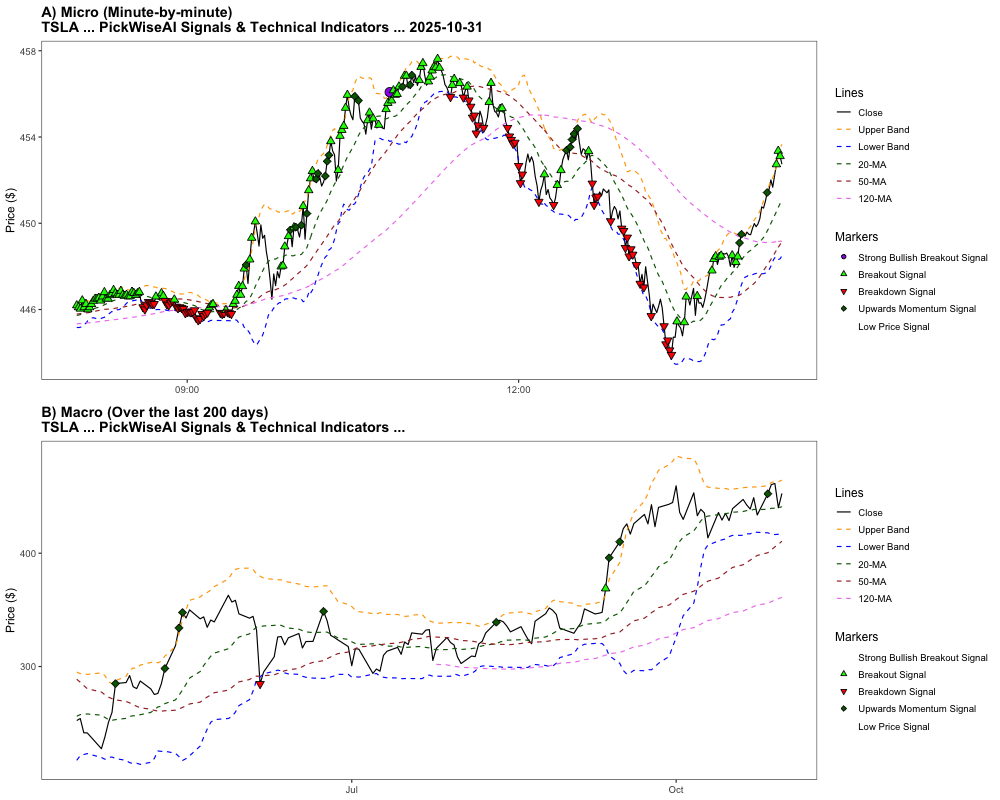 A) Micro (Minute-by-minute)
TSLA ... PickWiseAI Signals & Technical Indicators ... 2025-10-31
458
454
450
446
Price ($)
09:00
12:00
Lines
Close
Upper Band
Lower Band
20-MA
50-MA
120-MA
Markers
Strong Bullish Breakout Signal
Breakout Signal
Breakdown Signal
Upwards Momentum Signal
Low Price Signal
B) Macro (Over the last 200 days)
TSLA ... PickWiseAI Signals & Technical Indicators ...
400
300
Price ($)
Jul
Oct
Lines
Close
Upper Band
Lower Band
20-MA
50-MA
120-MA
Markers
Strong Bullish Breakout Signal
Breakout Signal
Breakdown Signal
Upwards Momentum Signal
Low Price Signal